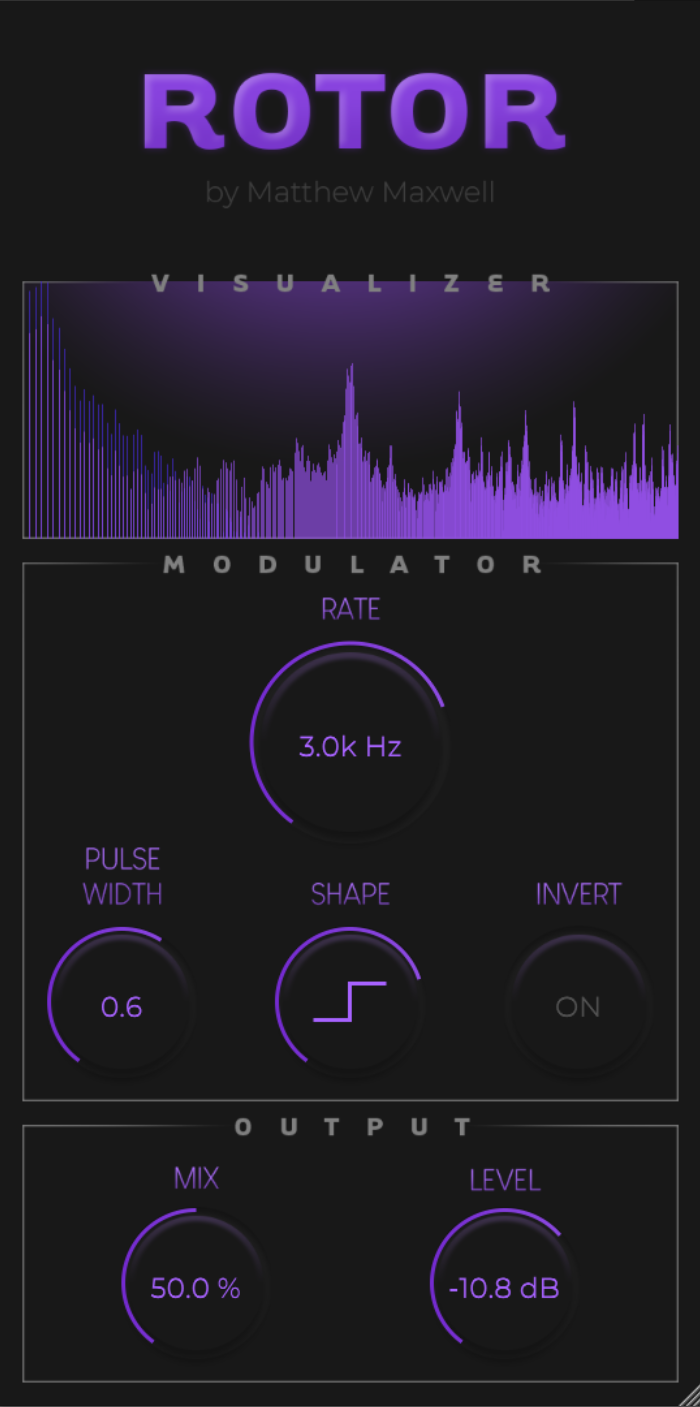 ROTOR
by Matthew Maxwell
VISUALIZER
MODULATOR
RATE
3.0k Hz
PULSE
WIDTH
SHAPE
INVERT
0.6
ON
OUTPUT
MIX
LEVEL
50.0 %
-10.8 dB